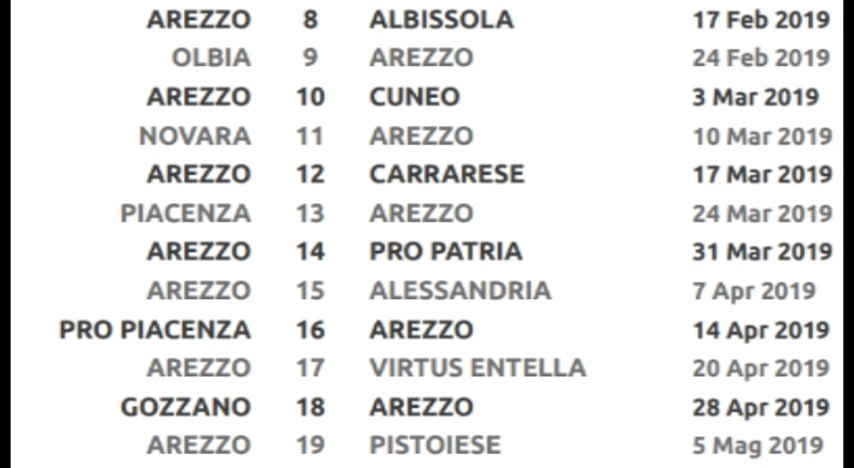 AREZZO 8 ALBISSOLA 17 Feb 2019
OLBIA 9 AREZZO 24 Feb 2019
AREZZO 10 CUNEO 3 Mar 2019
NOVARA 11 AREZZO 10 Mar 2019
AREZZO 12 CARRARESE 17 Mar 2019
PIACENZA 13 AREZZO 24 Mar 2019
AREZZO 14 PRO PATRIA 31 Mar 2019
AREZZO 15 ALESSANDRIA 7 Apr 2019
PRO PIACENZA 16 AREZZO 14 Apr 2019
AREZZO 17 VIRTUS ENTELLA 20 Apr 2019
GOZZANO 18 AREZZO 28 Apr 2019
AREZZO 19 PISTOIESE 5 Mag 2019